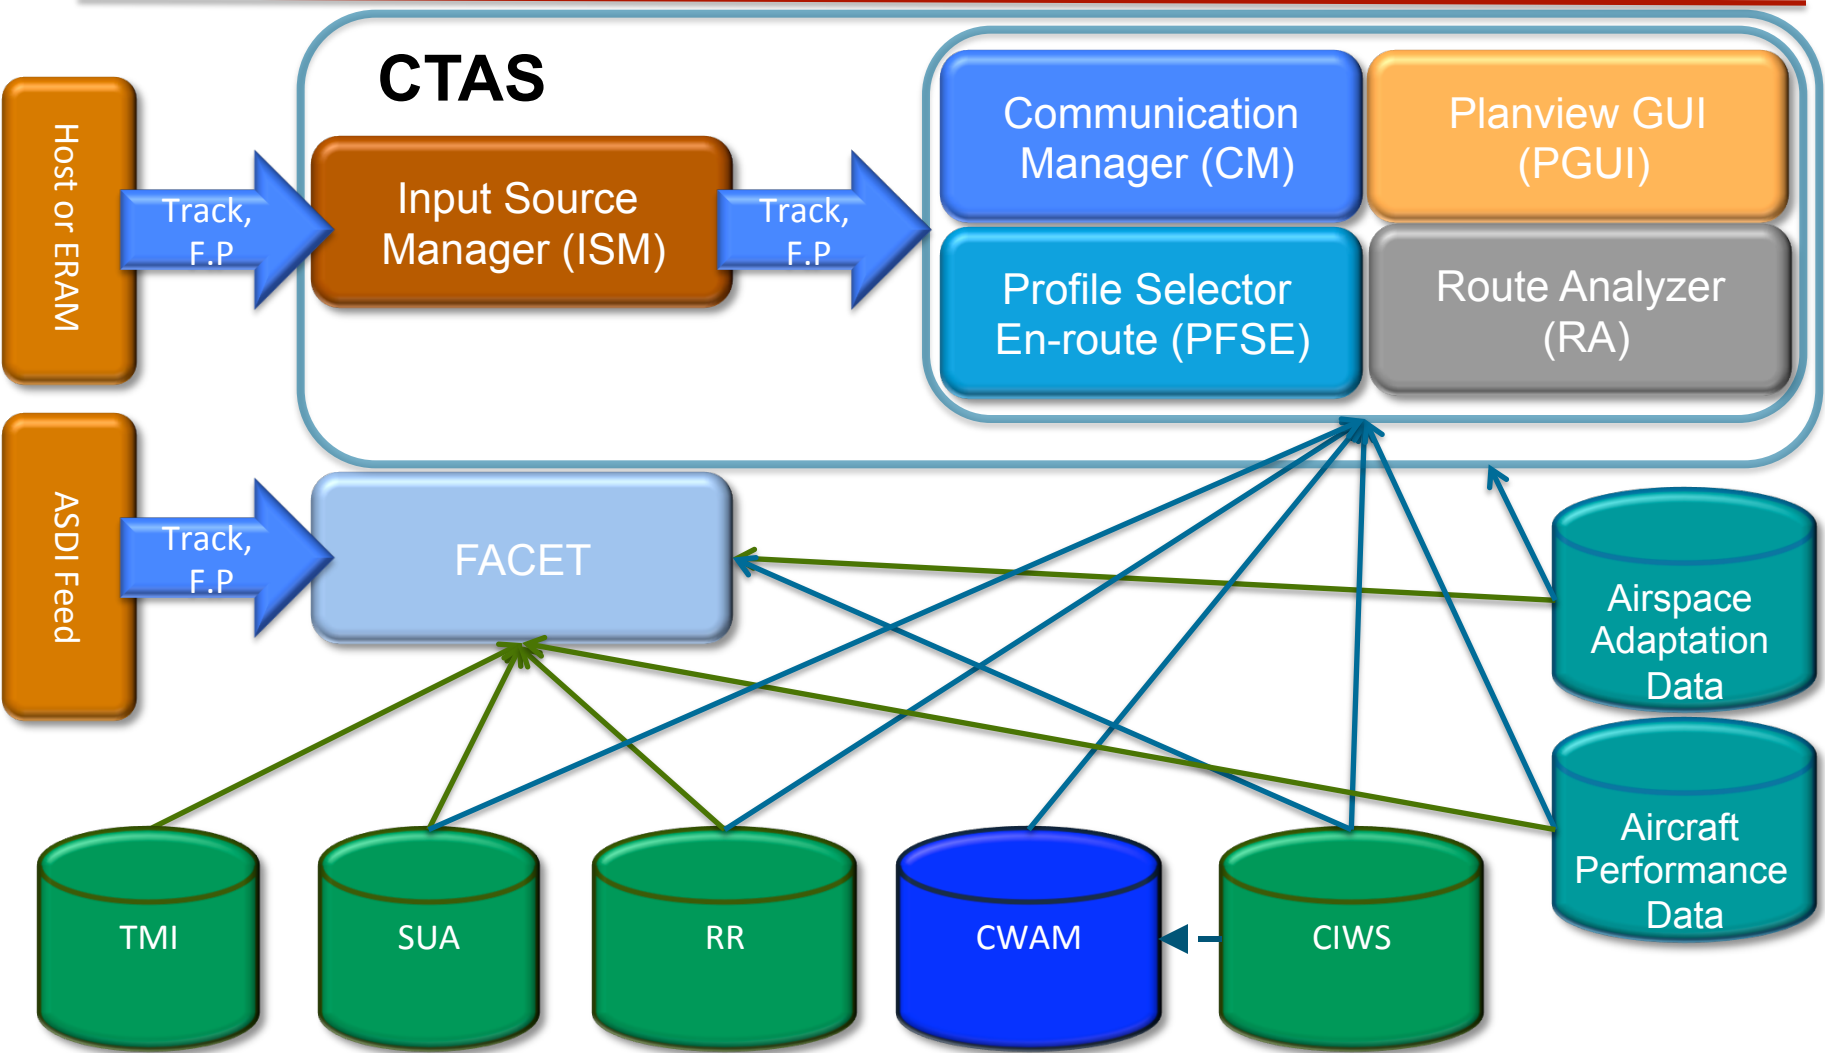 CTAS
Host or ERAM
Track,
F.P
Input Source
Manager (ISM)
Track,
F.P
Communication
Manager (CM)
Planview GUI
(PGUI)
Profile Selector
En-route (PFSE)
Route Analyzer
(RA)
ASDI Feed
Track,
F.P
FACET
Airspace
Adaptation
Data
Aircraft
Performance
Data
TMI
SUA
RR
CWAM
CIWS